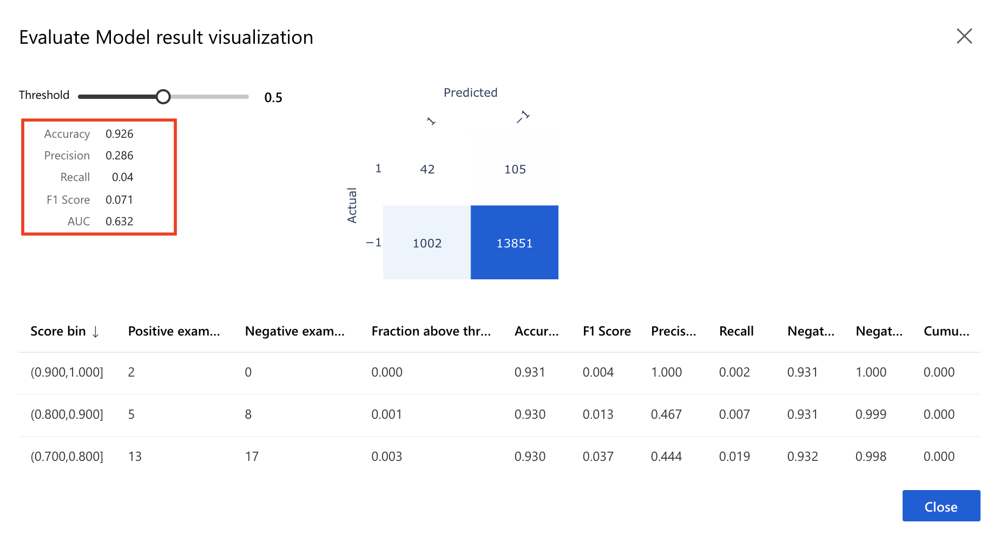 Evaluate Model result visualization
Threshold 0.5
Accuracy 0.926
Precision 0.286
Recall 0.04
F1 Score 0.071
AUC 0.632
Predicted
1 −1
Actual
1 42 105
−1 1002 13851
Score bin ↓ Positive exam... Negative exam... Fraction above thr... Accur... F1 Score Precis... Recall Negat... Negat... Cumu...
(0.900,1.000] 2 0 0.000 0.931 0.004 1.000 0.002 0.931 1.000 0.000
(0.800,0.900] 5 8 0.001 0.930 0.013 0.467 0.007 0.931 0.999 0.000
(0.700,0.800] 13 17 0.003 0.930 0.037 0.444 0.019 0.932 0.998 0.000
Close